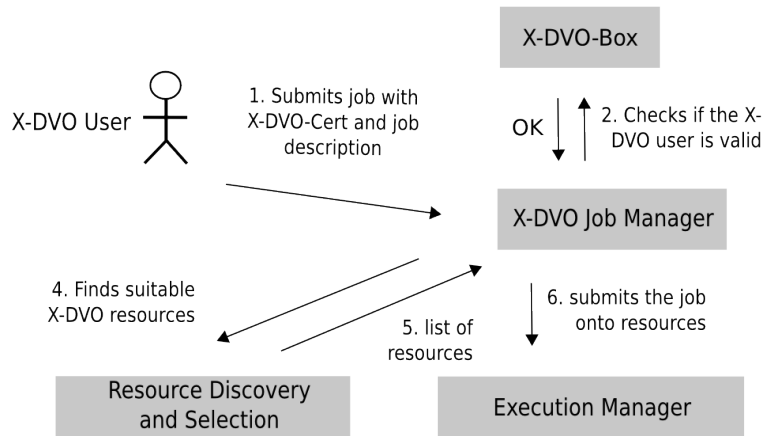 X-DVO-Box
1. Submits job with
X-DVO-Cert and job
description
X-DVO User
OK
2. Checks if the X-
DVO user is valid
X-DVO Job Manager
4. Finds suitable
X-DVO resources
5. list of
resources
6. submits the job
onto resources
Resource Discovery
and Selection
Execution Manager